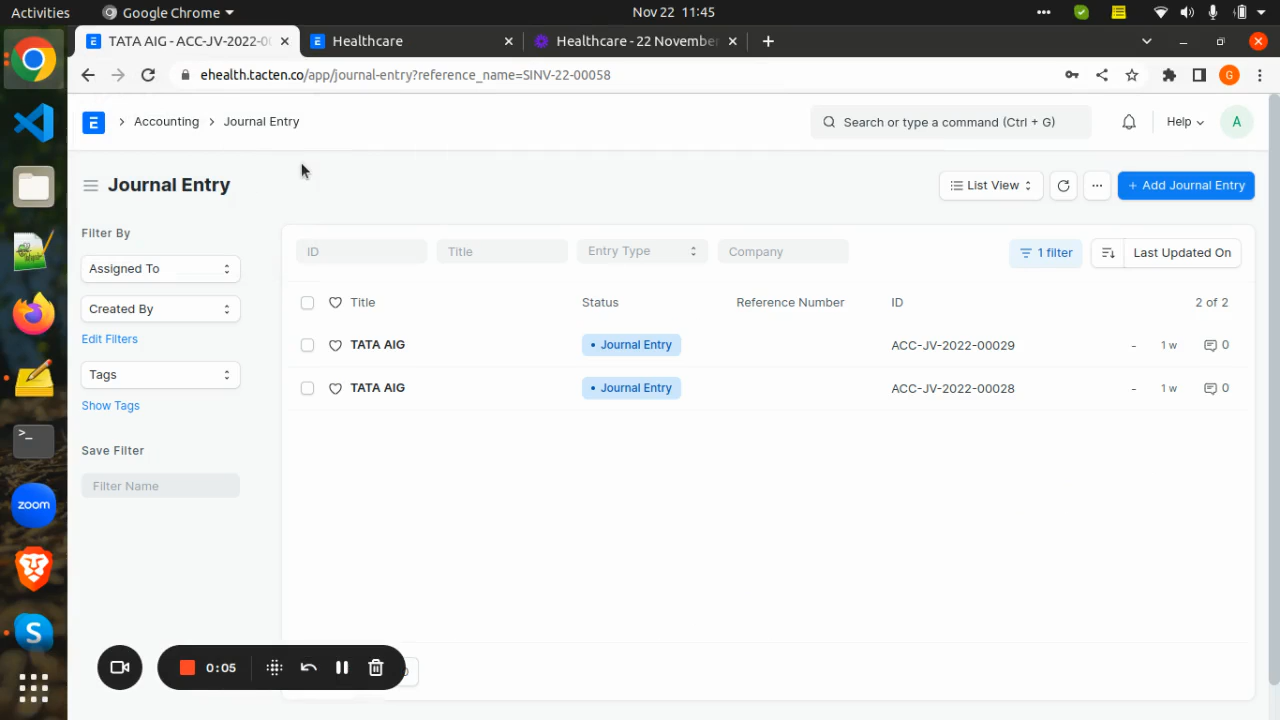 Activities
Google Chrome
Nov 22 11:45
TATA AIG - ACC-JV-2022-00
Healthcare
Healthcare - 22 November
ehealth.tacten.co/app/journal-entry?reference_name=SINV-22-00058
G
E
Accounting
Journal Entry
Search or type a command (Ctrl + G)
Help
A
Journal Entry
List View
+ Add Journal Entry
Filter By
Assigned To
Created By
Edit Filters
Tags
Show Tags
Save Filter
Filter Name
ID
Title
Entry Type
Company
1 filter
Last Updated On
Title
Status
Reference Number
ID
2 of 2
TATA AIG
Journal Entry
ACC-JV-2022-00029
-
1 w
0
TATA AIG
Journal Entry
ACC-JV-2022-00028
-
1 w
0
zoom
0:05